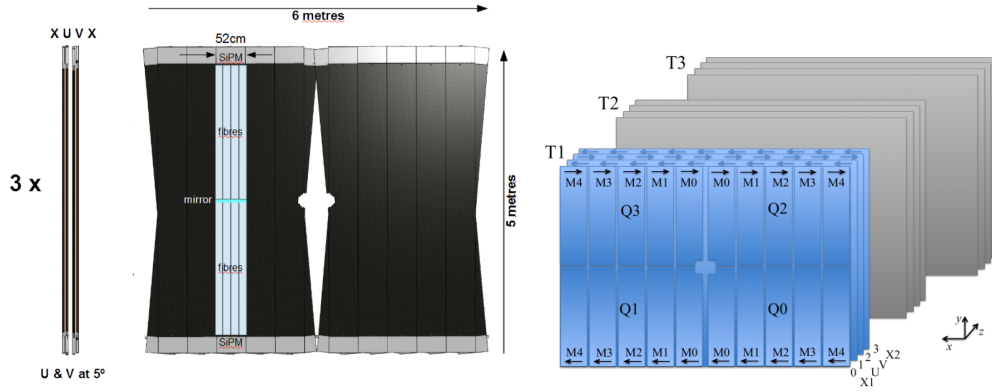 6 metres
X U V X
52cm
SiPM
fibres
3 x
mirror
5 metres
fibres
SiPM
U & V at 5º
T3
T2
T1
M4 M3 M2 M1 M0 M0 M1 M2 M3 M4
Q3 Q2
Q1 Q0
M4 M3 M2 M1 M0 M0 M1 M2 M3 M4
0 1 2 3
X1 U V X2
y
z
x